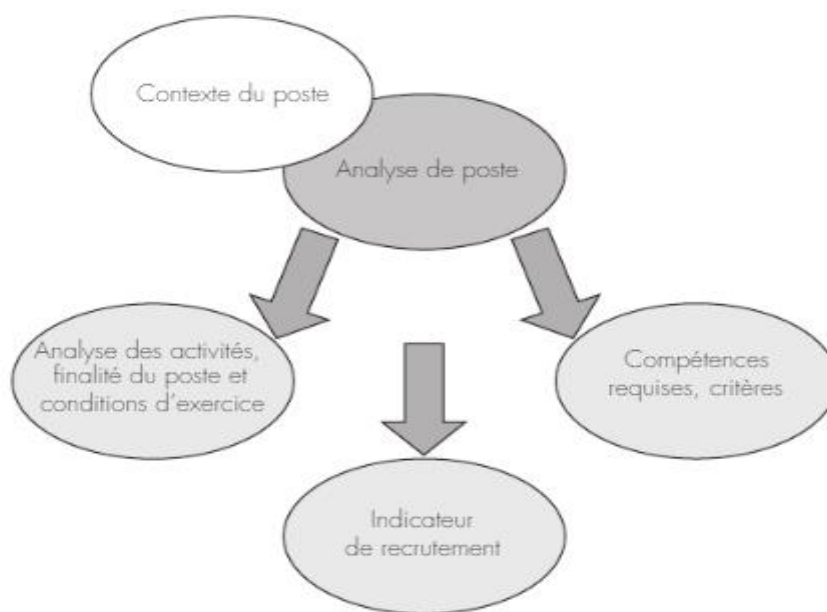 Contexte du poste
Analyse de poste
Analyse des activités,
finalité du poste et
conditions d'exercice
Compétences
requises, critères
Indicateur
de recrutement